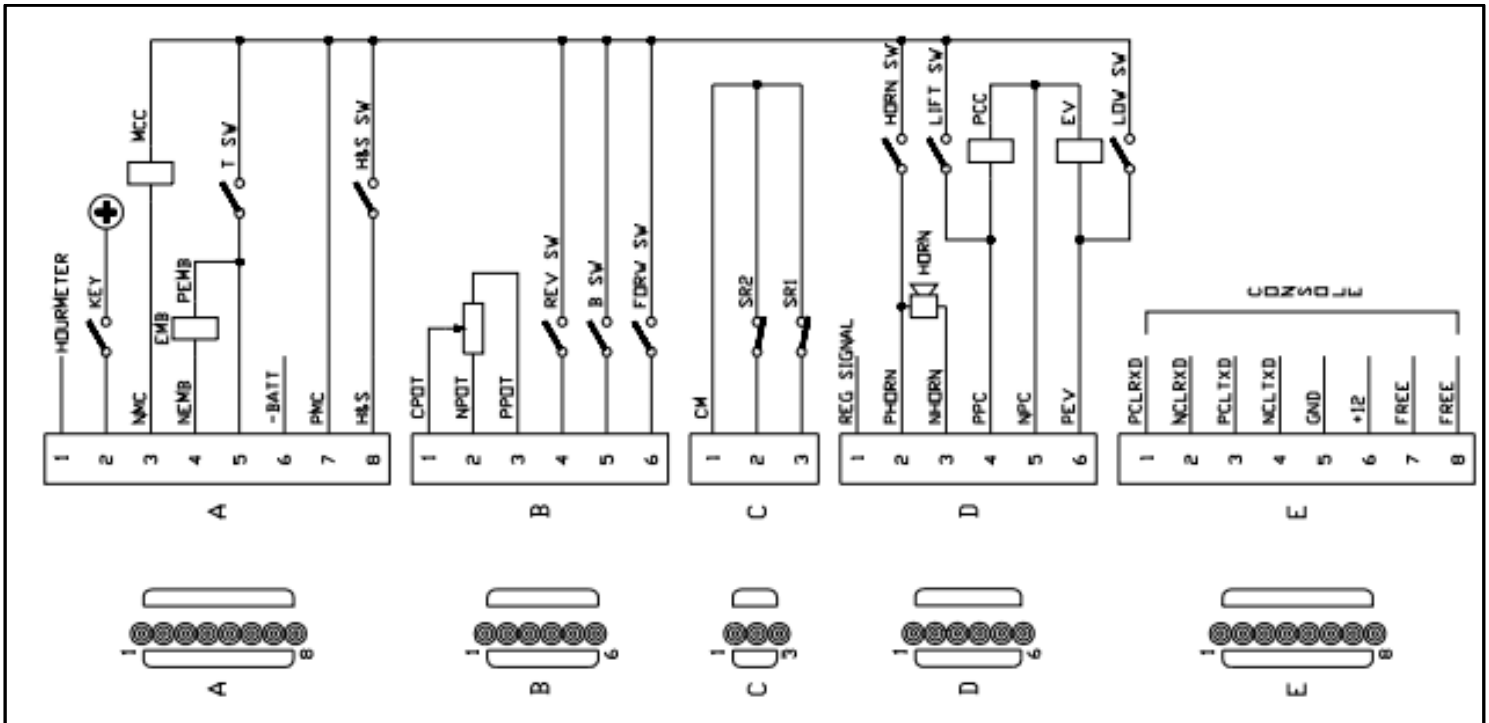 HOURMETER
KEY
MCC
T SW
H&S SW
EMB
PEMB
NMC
NEMB
-BATT
PMC
H&S
1 2 3 4 5 6 7 8
A
REV SW
B SW
FORW SW
CPOT
NPOT
PPOT
1 2 3 4 5 6
B
SR2
SR1
CM
1 2 3
C
HORN SW
LIFT SW
PCC
EV
LOW SW
HORN
REG SIGNAL
PHORN
NHORN
PPC
NPC
PEV
1 2 3 4 5 6
D
CONSOLE
PCLRXD
NCLRXD
PCLTXD
NCLTXD
GND
+12
FREE
FREE
1 2 3 4 5 6 7 8
E
1 8
A
1 6
B
1 3
C
1 6
D
1 8
E